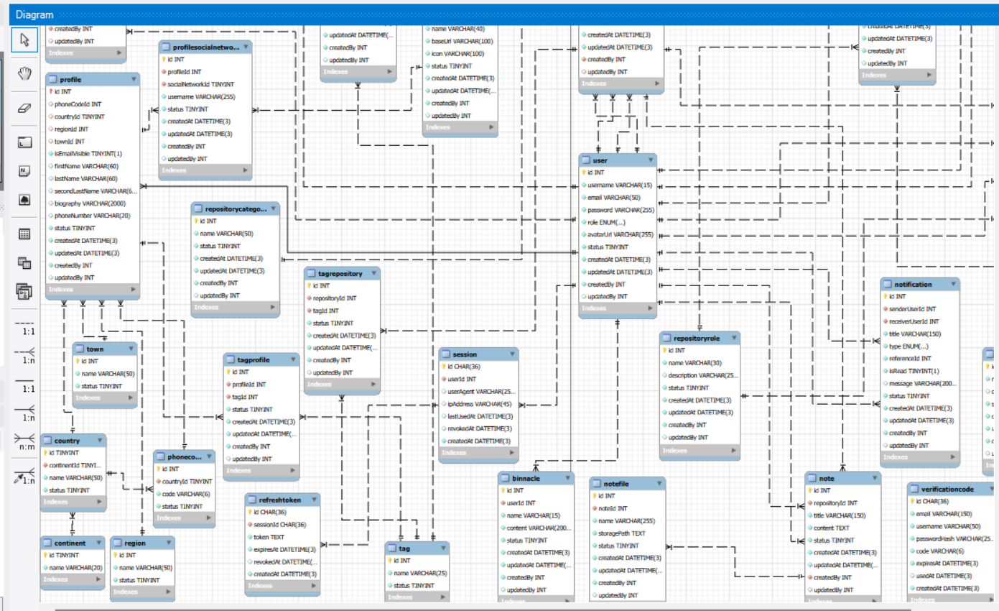 Diagram
createdBy INT
updatedBy INT
Indexes
profilesocialnetwo...
id INT
profileId INT
socialNetworkId TINYINT
username VARCHAR(255)
status TINYINT
createdAt DATETIME(3)
updatedAt DATETIME(3)
createdBy INT
updatedBy INT
Indexes
updatedAt DATETIME(...
createdBy INT
updatedBy INT
Indexes
name VARCHAR(40)
baseUrl VARCHAR(100)
icon VARCHAR(100)
status TINYINT
createdAt DATETIME(3)
updatedAt DATETIME(...
createdBy INT
updatedBy INT
Indexes
createdAt DATETIME(3)
updatedAt DATETIME(3)
createdBy INT
updatedBy INT
Indexes
createdAt DATETIME(3)
updatedAt DATETIME(3)
createdBy INT
updatedBy INT
Indexes
profile
id INT
phoneCodeId INT
countryId TINYINT
regionId INT
townId INT
isEmailVisible TINYINT(1)
firstName VARCHAR(60)
lastName VARCHAR(60)
secondLastName VARCHAR(6...
biography VARCHAR(2000)
phoneNumber VARCHAR(20)
status TINYINT
createdAt DATETIME(3)
updatedAt DATETIME(3)
createdBy INT
updatedBy INT
Indexes
repositorycatego...
id INT
name VARCHAR(50)
status TINYINT
createdAt DATETIME(3)
updatedAt DATETIME(3)
createdBy INT
updatedBy INT
Indexes
user
id INT
username VARCHAR(15)
email VARCHAR(50)
password VARCHAR(255)
role ENUM(...)
avatarUrl VARCHAR(255)
status TINYINT
createdAt DATETIME(3)
updatedAt DATETIME(3)
createdBy INT
updatedBy INT
Indexes
tagrepository
id INT
repositoryId INT
tagId INT
status TINYINT
createdAt DATETIME(3)
updatedAt DATETIME(...
createdBy INT
updatedBy INT
Indexes
notification
id INT
senderUserId INT
receiverUserId INT
title VARCHAR(150)
type ENUM(...)
referenceId INT
isRead TINYINT(1)
message VARCHAR(200...
status TINYINT
createdAt DATETIME(3)
updatedAt DATETIME(3)
createdBy INT
updatedBy INT
Indexes
1:1
1:n
1:1
1:n
n:m
1:n
town
id INT
name VARCHAR(50)
status TINYINT
Indexes
tagprofile
id INT
profileId INT
tagId INT
status TINYINT
createdAt DATETIME(3)
updatedAt DATETIME(...
createdBy INT
updatedBy INT
Indexes
session
id CHAR(36)
userId INT
userAgent VARCHAR(25...
ipAddress VARCHAR(45)
lastUsedAt DATETIME(3)
revokedAt DATETIME(3)
createdAt DATETIME(3)
Indexes
repositoryrole
id INT
name VARCHAR(30)
description VARCHAR(25...
status TINYINT
createdAt DATETIME(3)
updatedAt DATETIME(3)
createdBy INT
updatedBy INT
Indexes
country
id TINYINT
continentId TINYI...
name VARCHAR(50)
status TINYINT
Indexes
phoneco...
id INT
countryId TINYINT
code VARCHAR(6)
status TINYINT
Indexes
refreshtoken
id CHAR(36)
sessionId CHAR(36)
token TEXT
expiresAt DATETIME(3)
revokedAt DATETIME(...
createdAt DATETIME(3)
Indexes
binnacle
id INT
userId INT
name VARCHAR(15)
content VARCHAR(200...
status TINYINT
createdAt DATETIME(3)
updatedAt DATETIME(...
createdBy INT
updatedBy INT
Indexes
notefile
id INT
noteId INT
name VARCHAR(255)
storagePath TEXT
status TINYINT
createdAt DATETIME(3)
updatedAt DATETIME(...
createdBy INT
updatedBy INT
note
id INT
repositoryId INT
title VARCHAR(150)
content TEXT
status TINYINT
createdAt DATETIME(3)
updatedAt DATETIME(...
createdBy INT
updatedBy INT
Indexes
verificationcode
id CHAR(36)
email VARCHAR(150)
username VARCHAR(50)
passwordHash VARCHAR(25...
code VARCHAR(6)
expiresAt DATETIME(3)
usedAt DATETIME(3)
createdAt DATETIME(3)
Indexes
continent
id TINYINT
name VARCHAR(20)
Indexes
region
id INT
name VARCHAR(50)
status TINYINT
Indexes
tag
id INT
name VARCHAR(25)
status TINYINT
Indexes